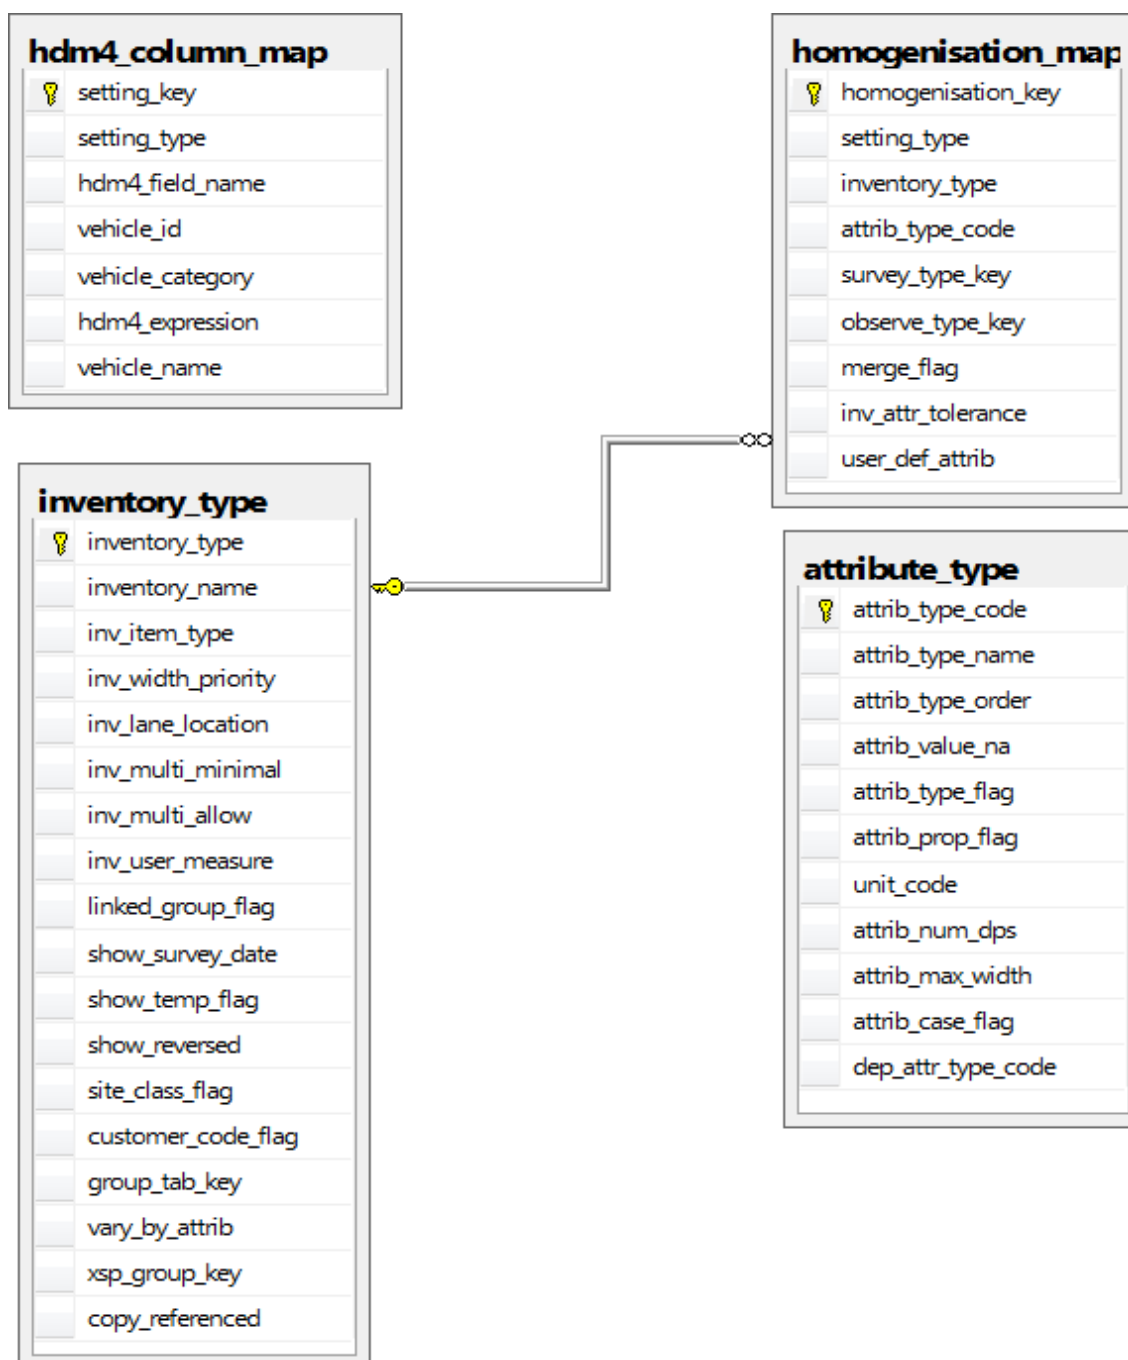 hdm4_column_map
setting_key
setting_type
hdm4_field_name
vehicle_id
vehicle_category
hdm4_expression
vehicle_name
homogenisation_map
homogenisation_key
setting_type
inventory_type
attrib_type_code
survey_type_key
observe_type_key
merge_flag
inv_attr_tolerance
user_def_attrib
inventory_type
inventory_type
inventory_name
inv_item_type
inv_width_priority
inv_lane_location
inv_multi_minimal
inv_multi_allow
inv_user_measure
linked_group_flag
show_survey_date
show_temp_flag
show_reversed
site_class_flag
customer_code_flag
group_tab_key
vary_by_attrib
xsp_group_key
copy_referenced
attribute_type
attrib_type_code
attrib_type_name
attrib_type_order
attrib_value_na
attrib_type_flag
attrib_prop_flag
unit_code
attrib_num_dps
attrib_max_width
attrib_case_flag
dep_attr_type_code